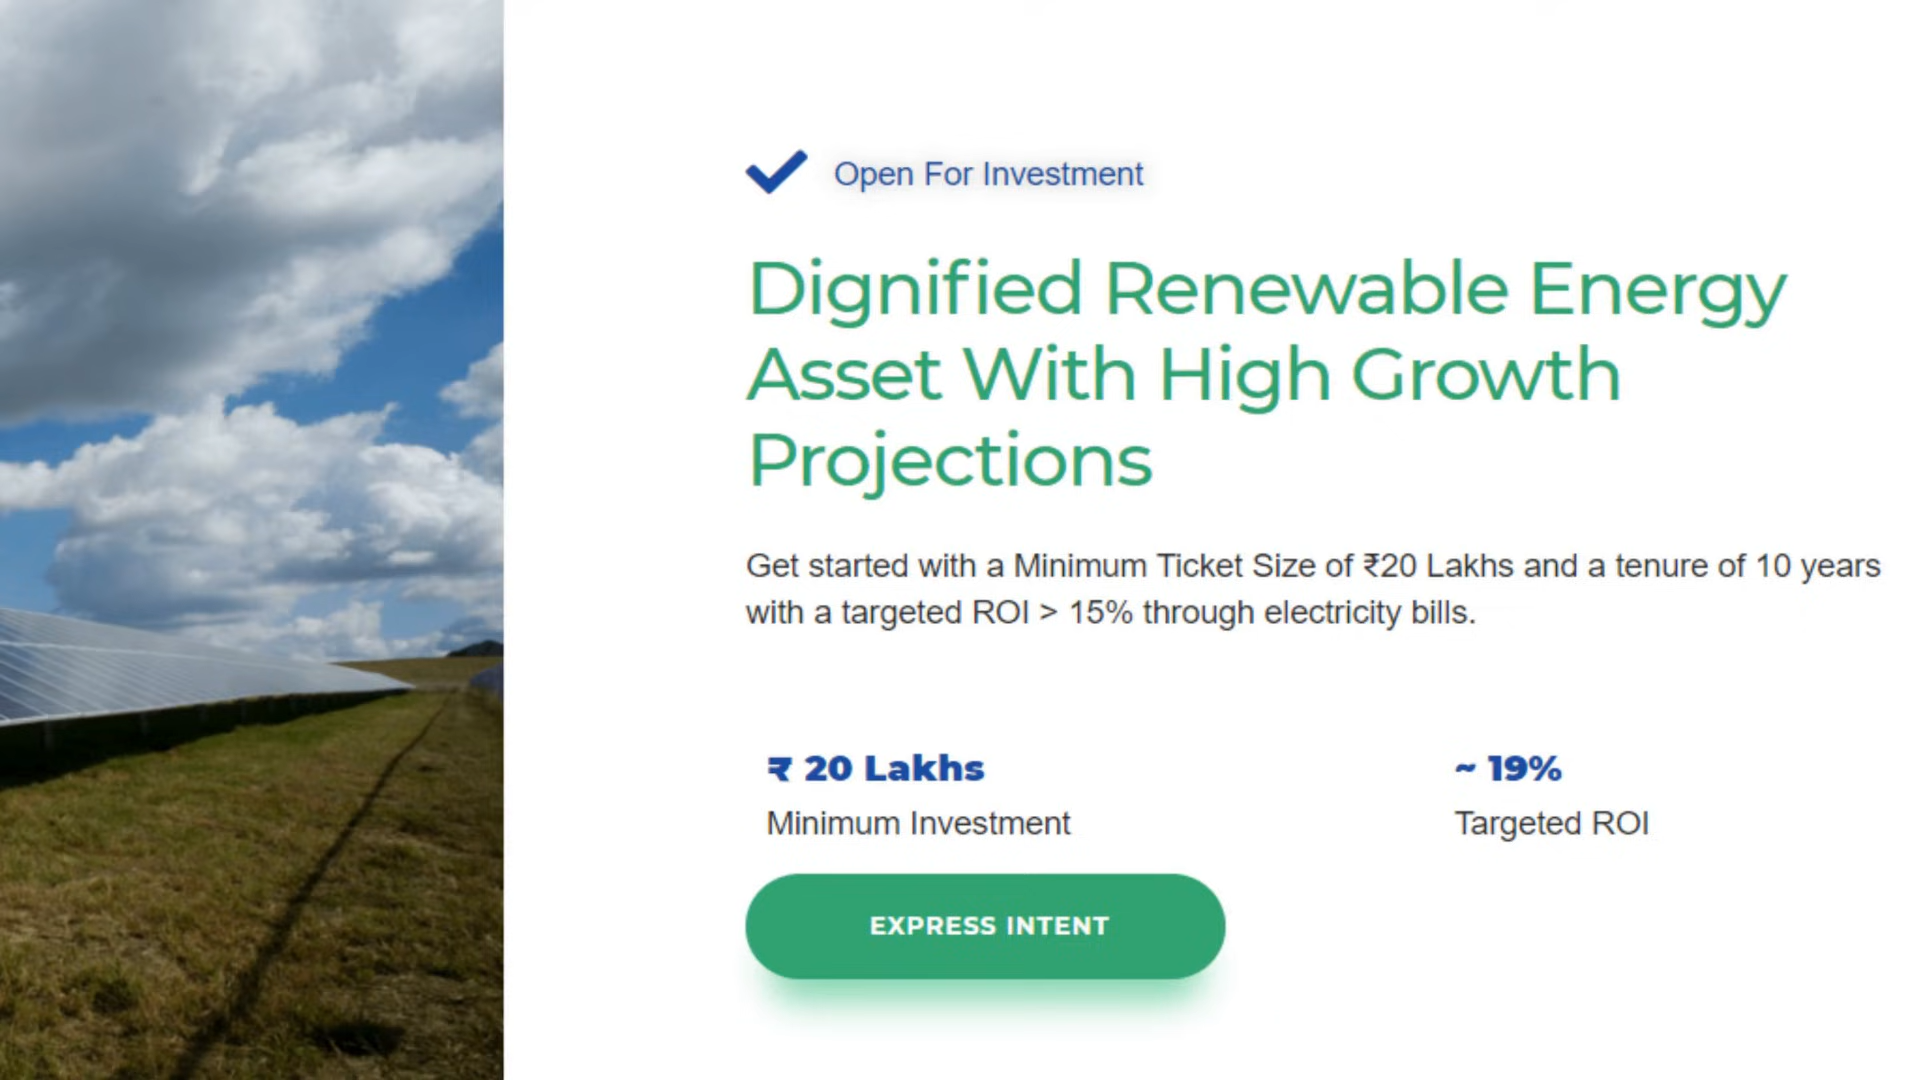 Open For Investment
Dignified Renewable Energy
Asset With High Growth
Projections
Get started with a Minimum Ticket Size of ₹20 Lakhs and a tenure of 10 years
with a targeted ROI > 15% through electricity bills.
₹ 20 Lakhs
Minimum Investment
~ 19%
Targeted ROI
EXPRESS INTENT